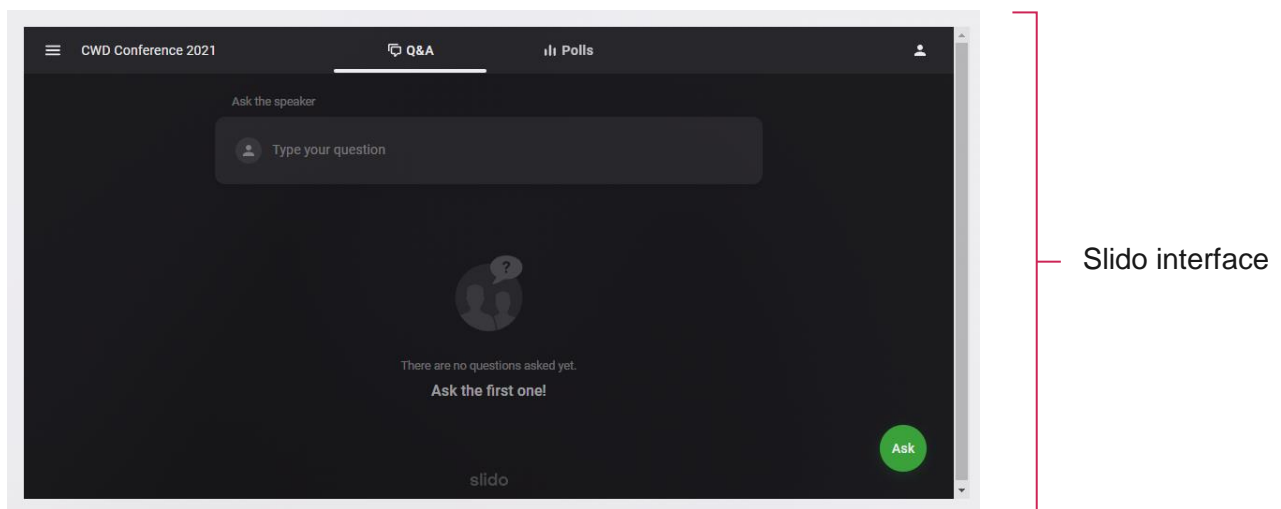 CWD Conference 2021
Q&A
Polls
Ask the speaker
Type your question
?
There are no questions asked yet.
Ask the first one!
Ask
slido
Slido interface